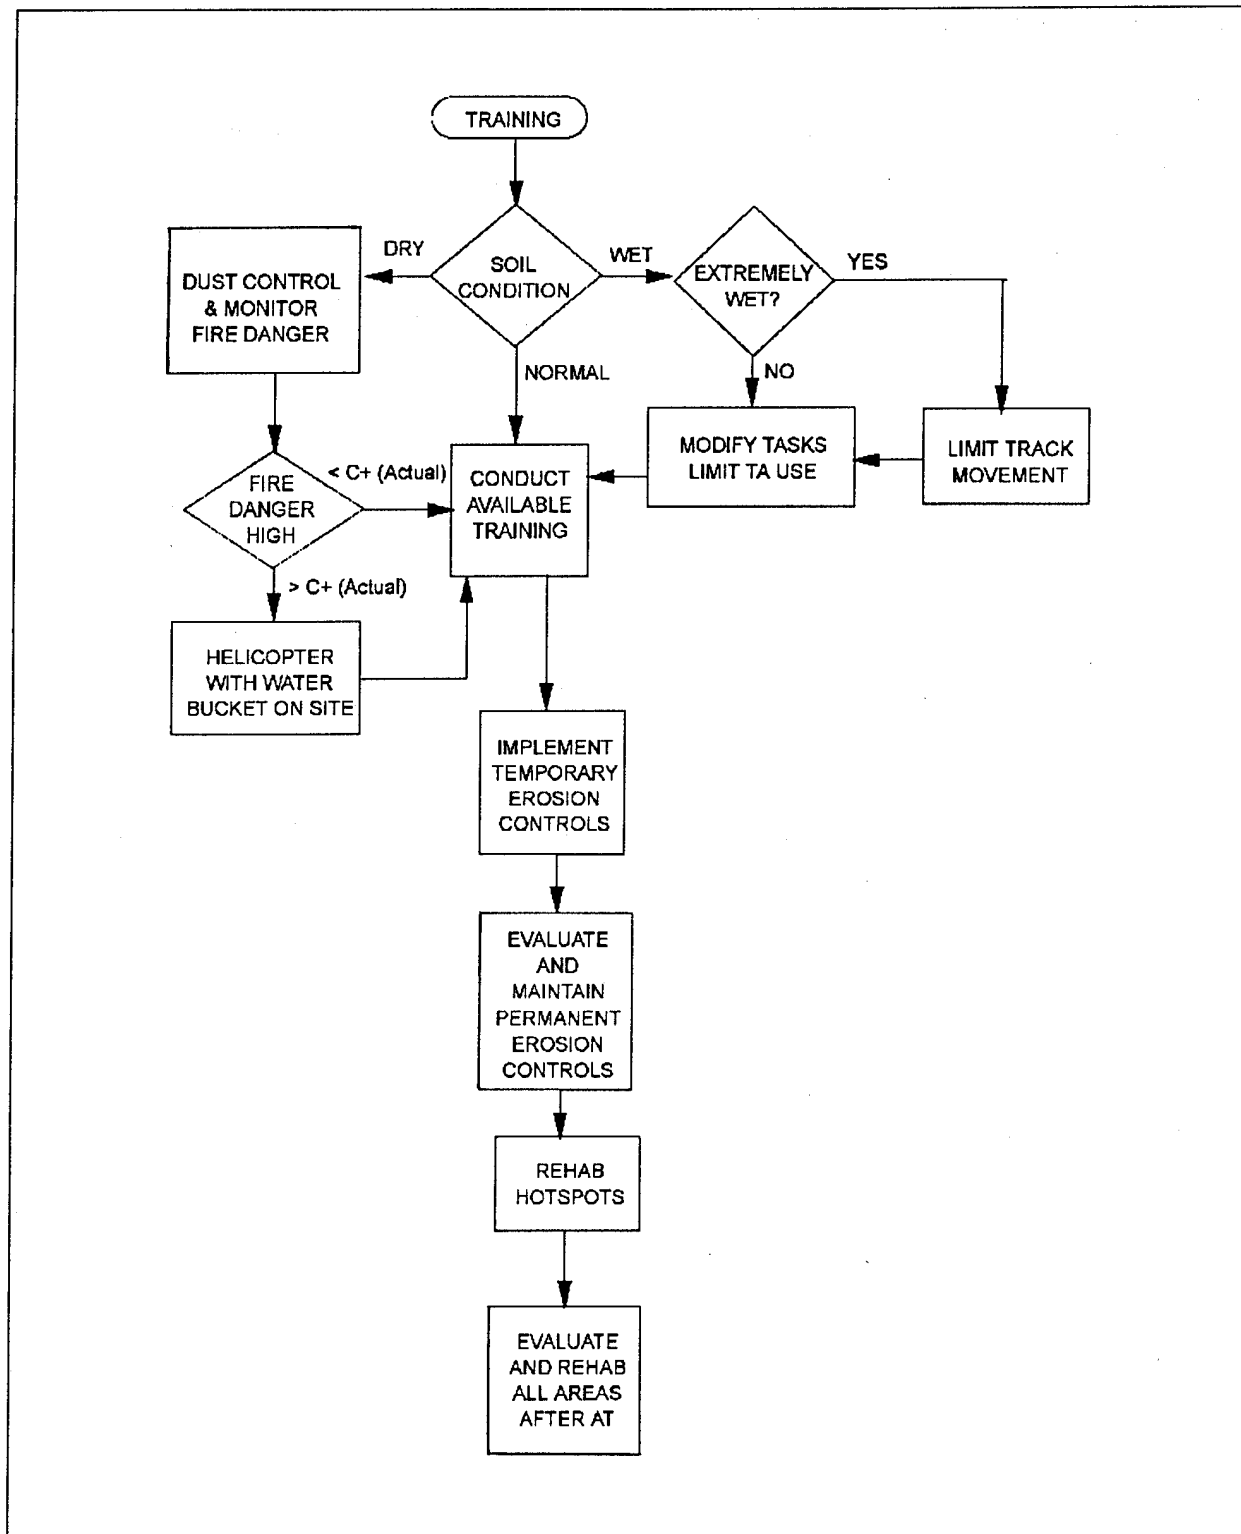 TRAINING
DRY
SOIL
CONDITION
WET
EXTREMELY
WET?
YES
DUST CONTROL
& MONITOR
FIRE DANGER
NORMAL
NO
MODIFY TASKS
LIMIT TA USE
LIMIT TRACK
MOVEMENT
FIRE
DANGER
HIGH
< C+ (Actual)
CONDUCT
AVAILABLE
TRAINING
> C+ (Actual)
HELICOPTER
WITH WATER
BUCKET ON SITE
IMPLEMENT
TEMPORARY
EROSION
CONTROLS
EVALUATE
AND
MAINTAIN
PERMANENT
EROSION
CONTROLS
REHAB
HOTSPOTS
EVALUATE
AND REHAB
ALL AREAS
AFTER AT